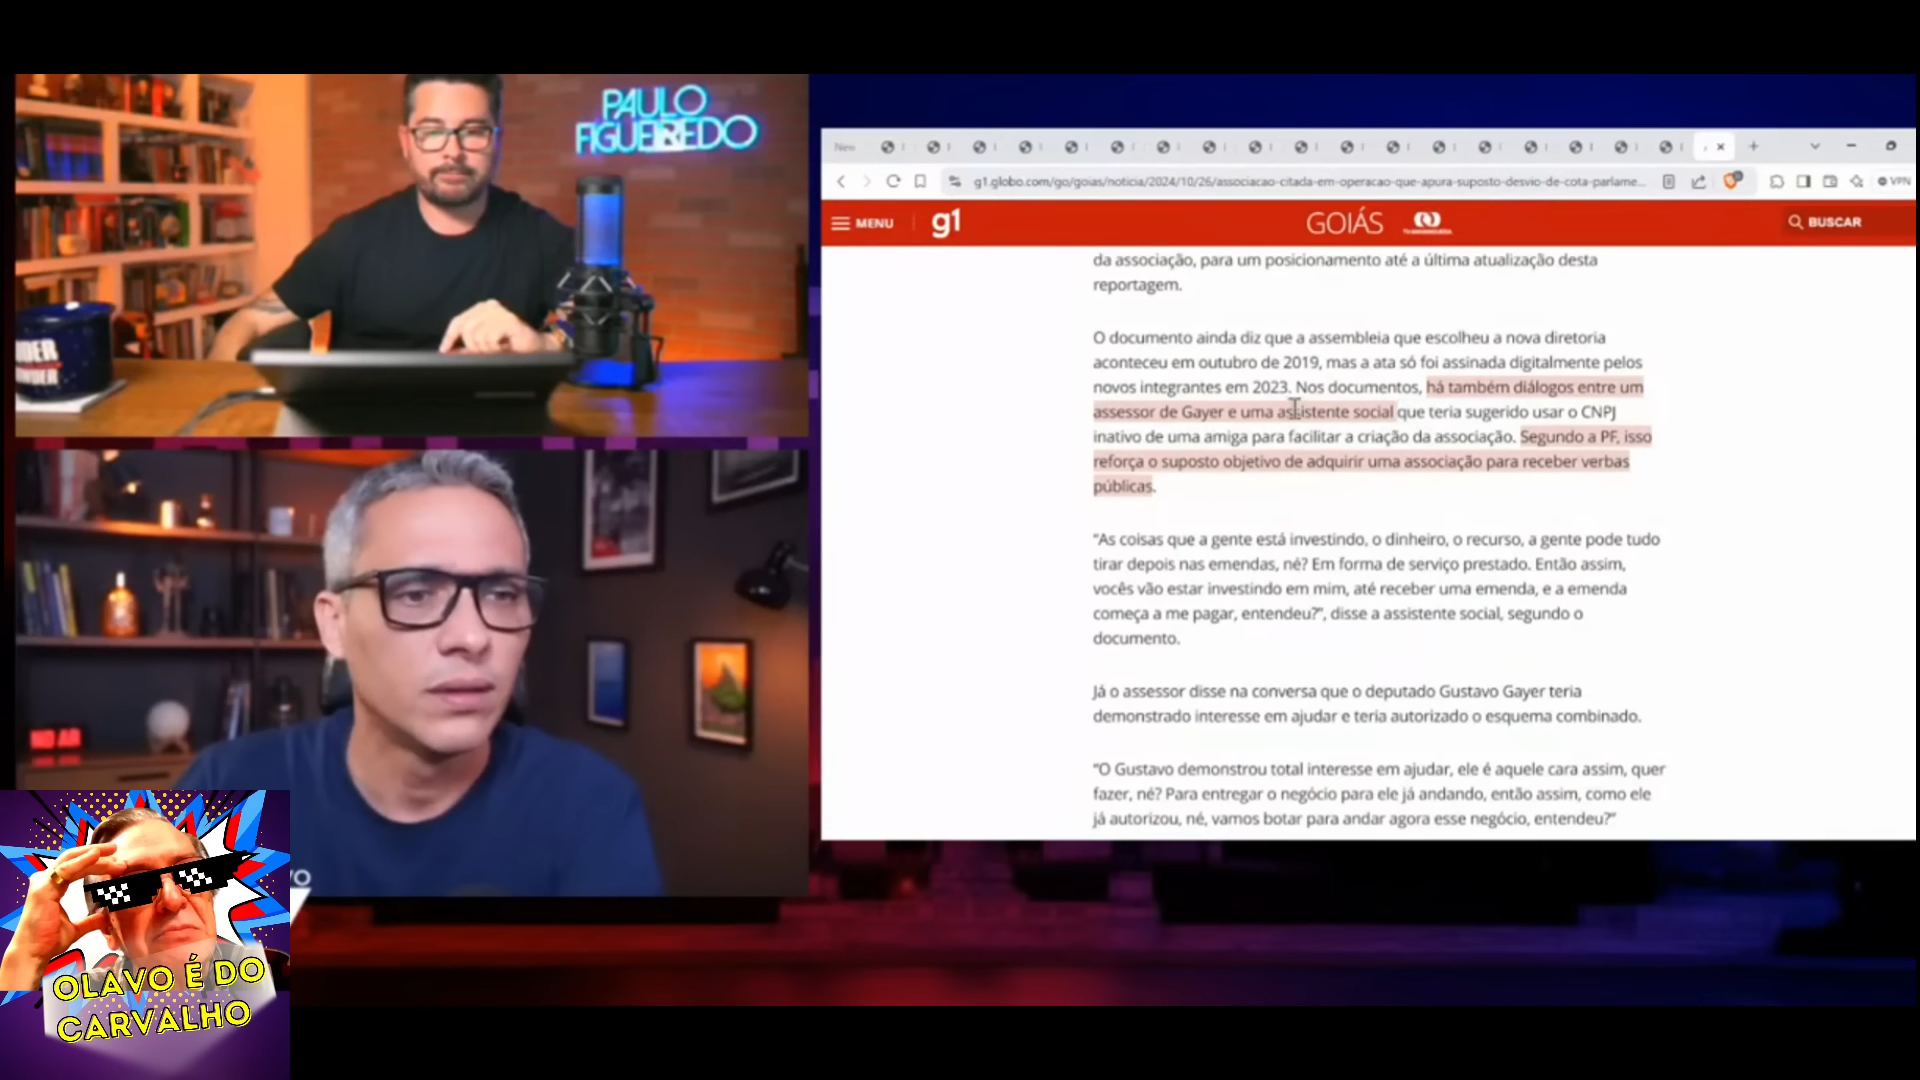 PAULO
FIGUEIREDO
NO AR
OLAVO É DO
CARVALHO
New
g1.globo.com/go/goias/noticia/2024/10/26/associacao-citada-em-operacao-que-apura-suposto-desvio-de-cota-parlame...
VPN
MENU
g1
GOIÁS
BUSCAR
da associação, para um posicionamento até a última atualização desta
reportagem.
O documento ainda diz que a assembleia que escolheu a nova diretoria
aconteceu em outubro de 2019, mas a ata só foi assinada digitalmente pelos
novos integrantes em 2023. Nos documentos, há também diálogos entre um
assessor de Gayer e uma assistente social que teria sugerido usar o CNPJ
inativo de uma amiga para facilitar a criação da associação. Segundo a PF, isso
reforça o suposto objetivo de adquirir uma associação para receber verbas
públicas.
“As coisas que a gente está investindo, o dinheiro, o recurso, a gente pode tudo
tirar depois nas emendas, né? Em forma de serviço prestado. Então assim,
vocês vão estar investindo em mim, até receber uma emenda, e a emenda
começa a me pagar, entendeu?”, disse a assistente social, segundo o
documento.
Já o assessor disse na conversa que o deputado Gustavo Gayer teria
demonstrado interesse em ajudar e teria autorizado o esquema combinado.
“O Gustavo demonstrou total interesse em ajudar, ele é aquele cara assim, quer
fazer, né? Para entregar o negócio para ele já andando, então assim, como ele
já autorizou, né, vamos botar para andar agora esse negócio, entendeu?”